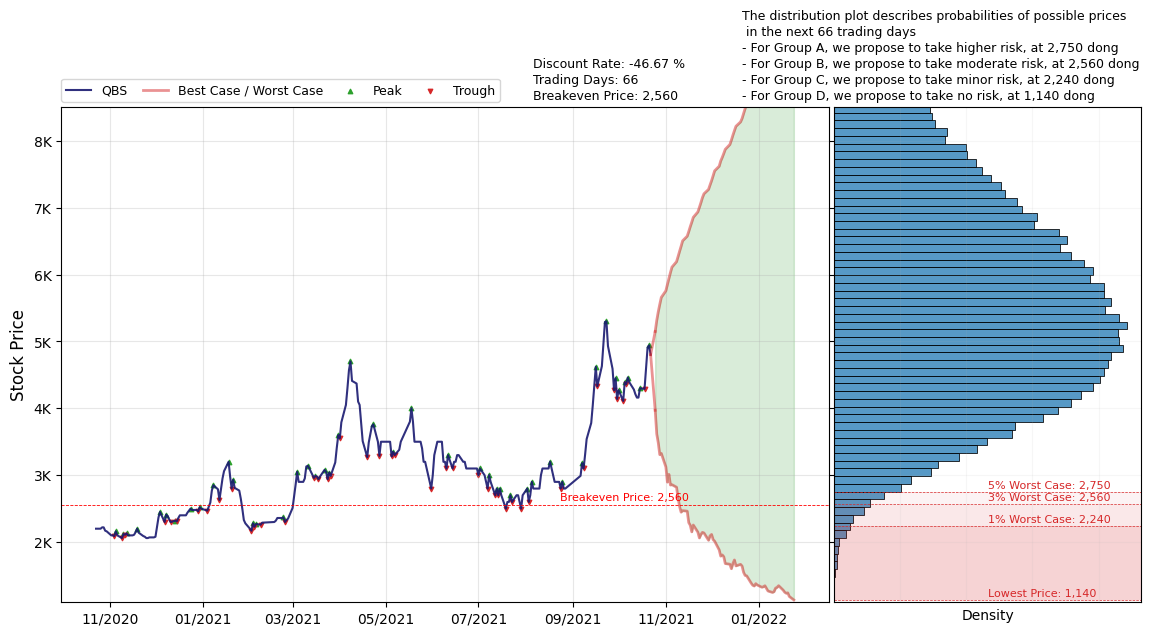 The distribution plot describes probabilities of possible prices
in the next 66 trading days
- For Group A, we propose to take higher risk, at 2,750 dong
- For Group B, we propose to take moderate risk, at 2,560 dong
- For Group C, we propose to take minor risk, at 2,240 dong
- For Group D, we propose to take no risk, at 1,140 dong
Discount Rate: -46.67 %
Trading Days: 66
Breakeven Price: 2,560
QBS
Best Case / Worst Case
Peak
Trough
Stock Price
8K
7K
6K
5K
4K
3K
2K
Breakeven Price: 2,560
11/2020
01/2021
03/2021
05/2021
07/2021
09/2021
11/2021
01/2022
5% Worst Case: 2,750
3% Worst Case: 2,560
1% Worst Case: 2,240
Lowest Price: 1,140
Density